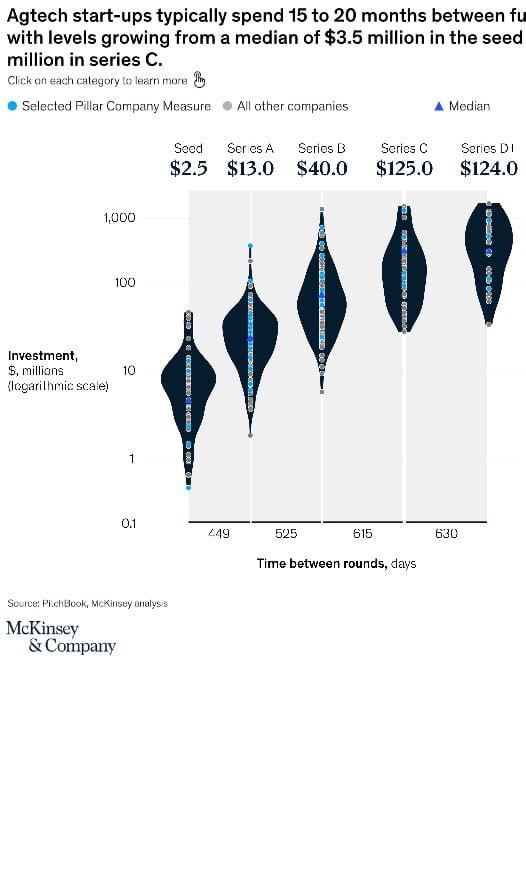 Agtech start-ups typically spend 15 to 20 months between fu
with levels growing from a median of $3.5 million in the seed
million in series C.
Click on each category to learn more
Selected Pillar Company Measure All other companies Median
Seed Series A Series B Series C Series D+
$2.5 $13.0 $40.0 $125.0 $124.0
1,000
100
Investment,
$, millions
(logarithmic scale)
10
1
0.1
449 525 615 630
Time between rounds, days
Source: PitchBook, McKinsey analysis
McKinsey
& Company